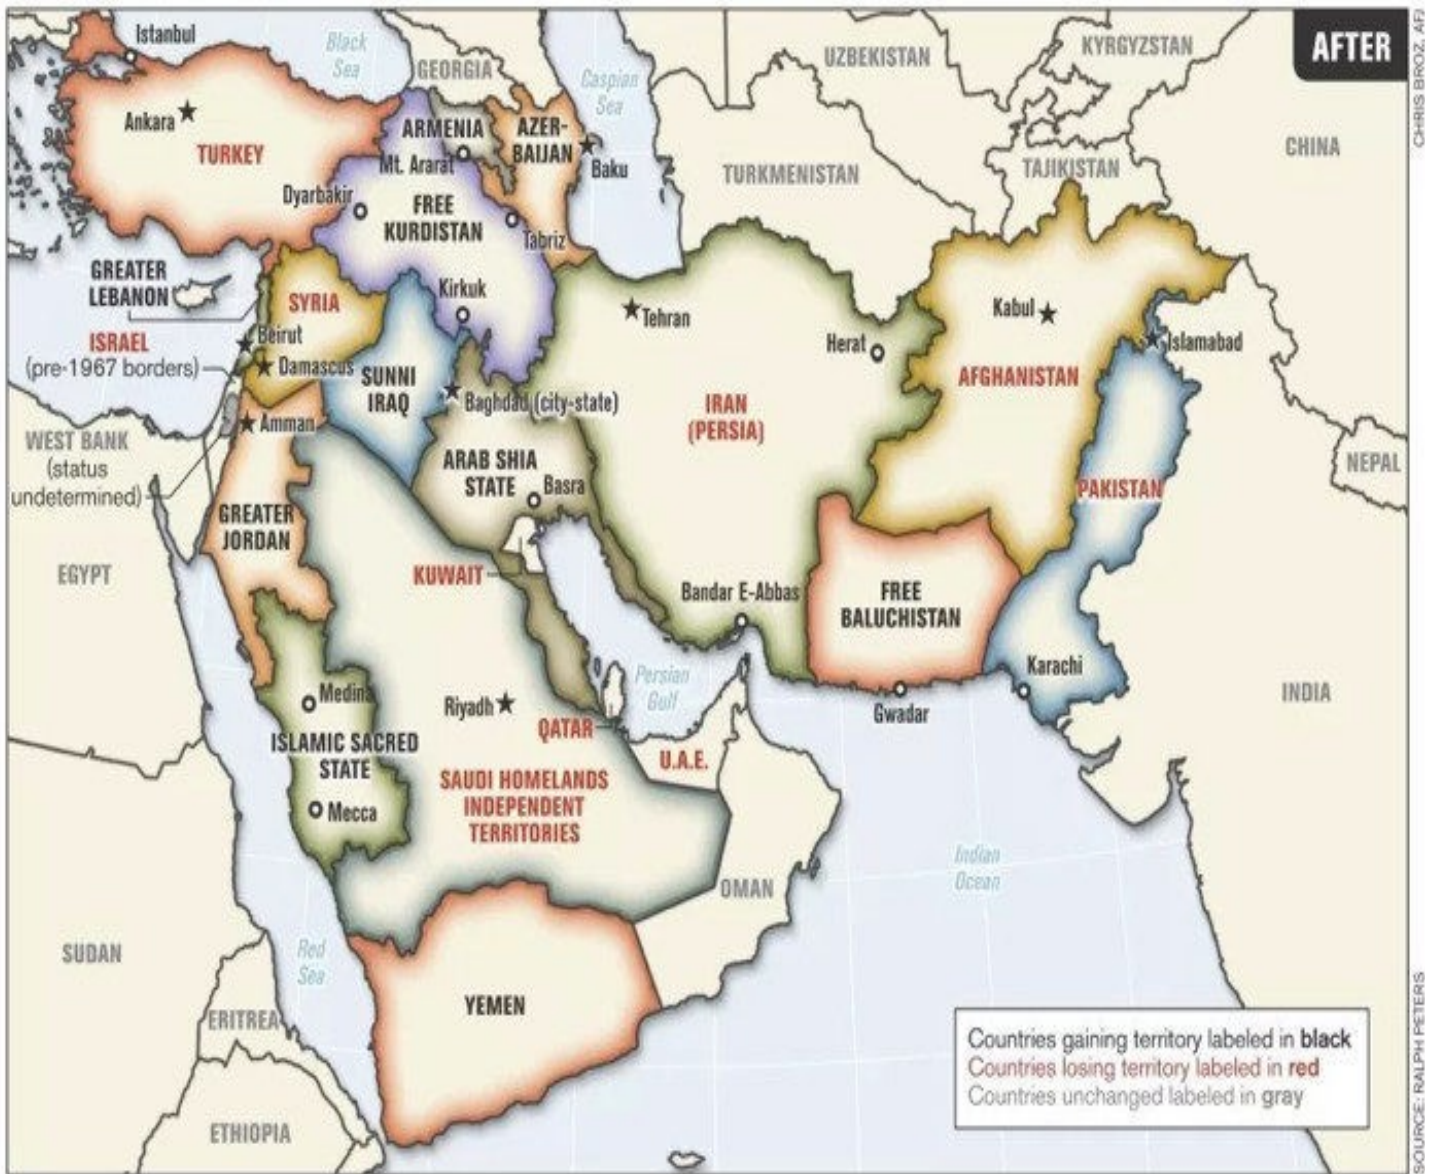 AFTER
CHRIS BROZ, AFJ
Istanbul
Black
Sea
GEORGIA
Caspian
Sea
UZBEKISTAN
KYRGYZSTAN
Ankara
TURKEY
ARMENIA
Mt. Ararat
AZER-
BAIJAN
Baku
TURKMENISTAN
TAJIKISTAN
CHINA
Dyarbakir
FREE
KURDISTAN
Tabriz
GREATER
LEBANON
SYRIA
Kirkuk
Tehran
Herat
Kabul
Islamabad
ISRAEL
(pre-1967 borders)
Beirut
Damascus
SUNNI
IRAQ
Baghdad (city-state)
IRAN
(PERSIA)
AFGHANISTAN
Amman
WEST BANK
(status
undetermined)
ARAB SHIA
STATE
Basra
NEPAL
PAKISTAN
GREATER
JORDAN
EGYPT
KUWAIT
Bandar E-Abbas
FREE
BALUCHISTAN
Karachi
Gwadar
INDIA
Medina
Riyadh
Persian
Gulf
QATAR
U.A.E.
ISLAMIC SACRED
STATE
Mecca
SAUDI HOMELANDS
INDEPENDENT
TERRITORIES
OMAN
Indian
Ocean
SUDAN
Red
Sea
YEMEN
ERITREA
ETHIOPIA
Countries gaining territory labeled in black
Countries losing territory labeled in red
Countries unchanged labeled in gray
SOURCE: RALPH PETERS